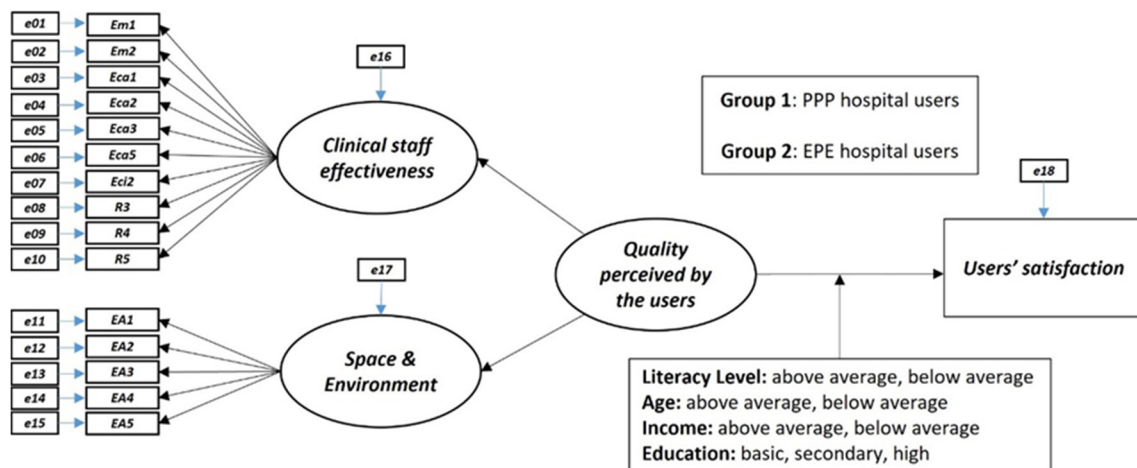 e01 Em1
e02 Em2
e03 Eca1
e04 Eca2
e05 Eca3
e06 Eca5
e07 Eci2
e08 R3
e09 R4
e10 R5
e16
Clinical staff
effectiveness
Group 1: PPP hospital users
Group 2: EPE hospital users
e18
Quality
perceived by
the users
Users' satisfaction
e17
e11 EA1
e12 EA2
e13 EA3
e14 EA4
e15 EA5
Space &
Environment
Literacy Level: above average, below average
Age: above average, below average
Income: above average, below average
Education: basic, secondary, high